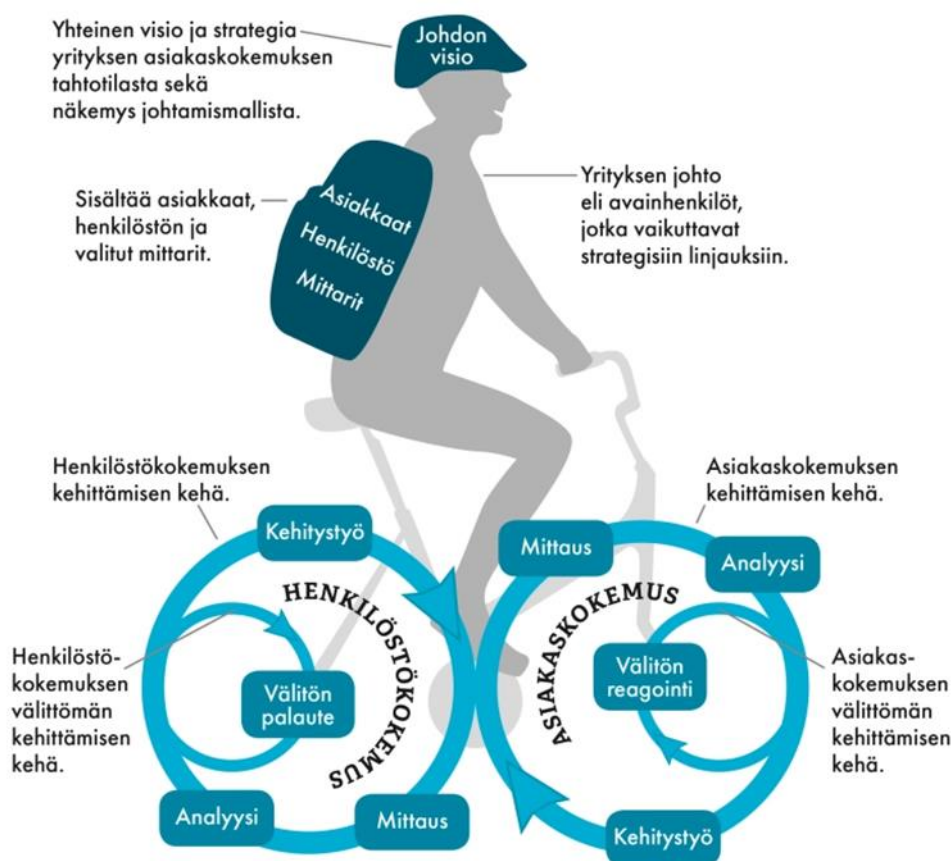 Yhteinen visio ja strategia
yrityksen asiakaskokemuksen
tahtotilasta sekä
näkemys johtamismallista.
Johdon
visio
Sisältää asiakkaat,
henkilöstön ja
valitut mittarit.
Asiakkaat
Henkilöstö
Mittarit
Yrityksen johto
eli avainhenkilöt,
jotka vaikuttavat
strategisiin linjauksiin.
Henkilöstökokemuksen
kehittämisen kehä.
Asiakaskokemuksen
kehittämisen kehä.
Kehitystyö
Mittaus
Analyysi
HENKILÖSTÖKOKEMUS
ASIAKASKOKEMUS
Henkilöstö-
kokemuksen
välittömän
kehittämisen
kehä.
Välitön
palaute
Välitön
reagointi
Asiakas-
kokemuksen
välittömän
kehittämisen
kehä.
Analyysi
Mittaus
Kehitystyö